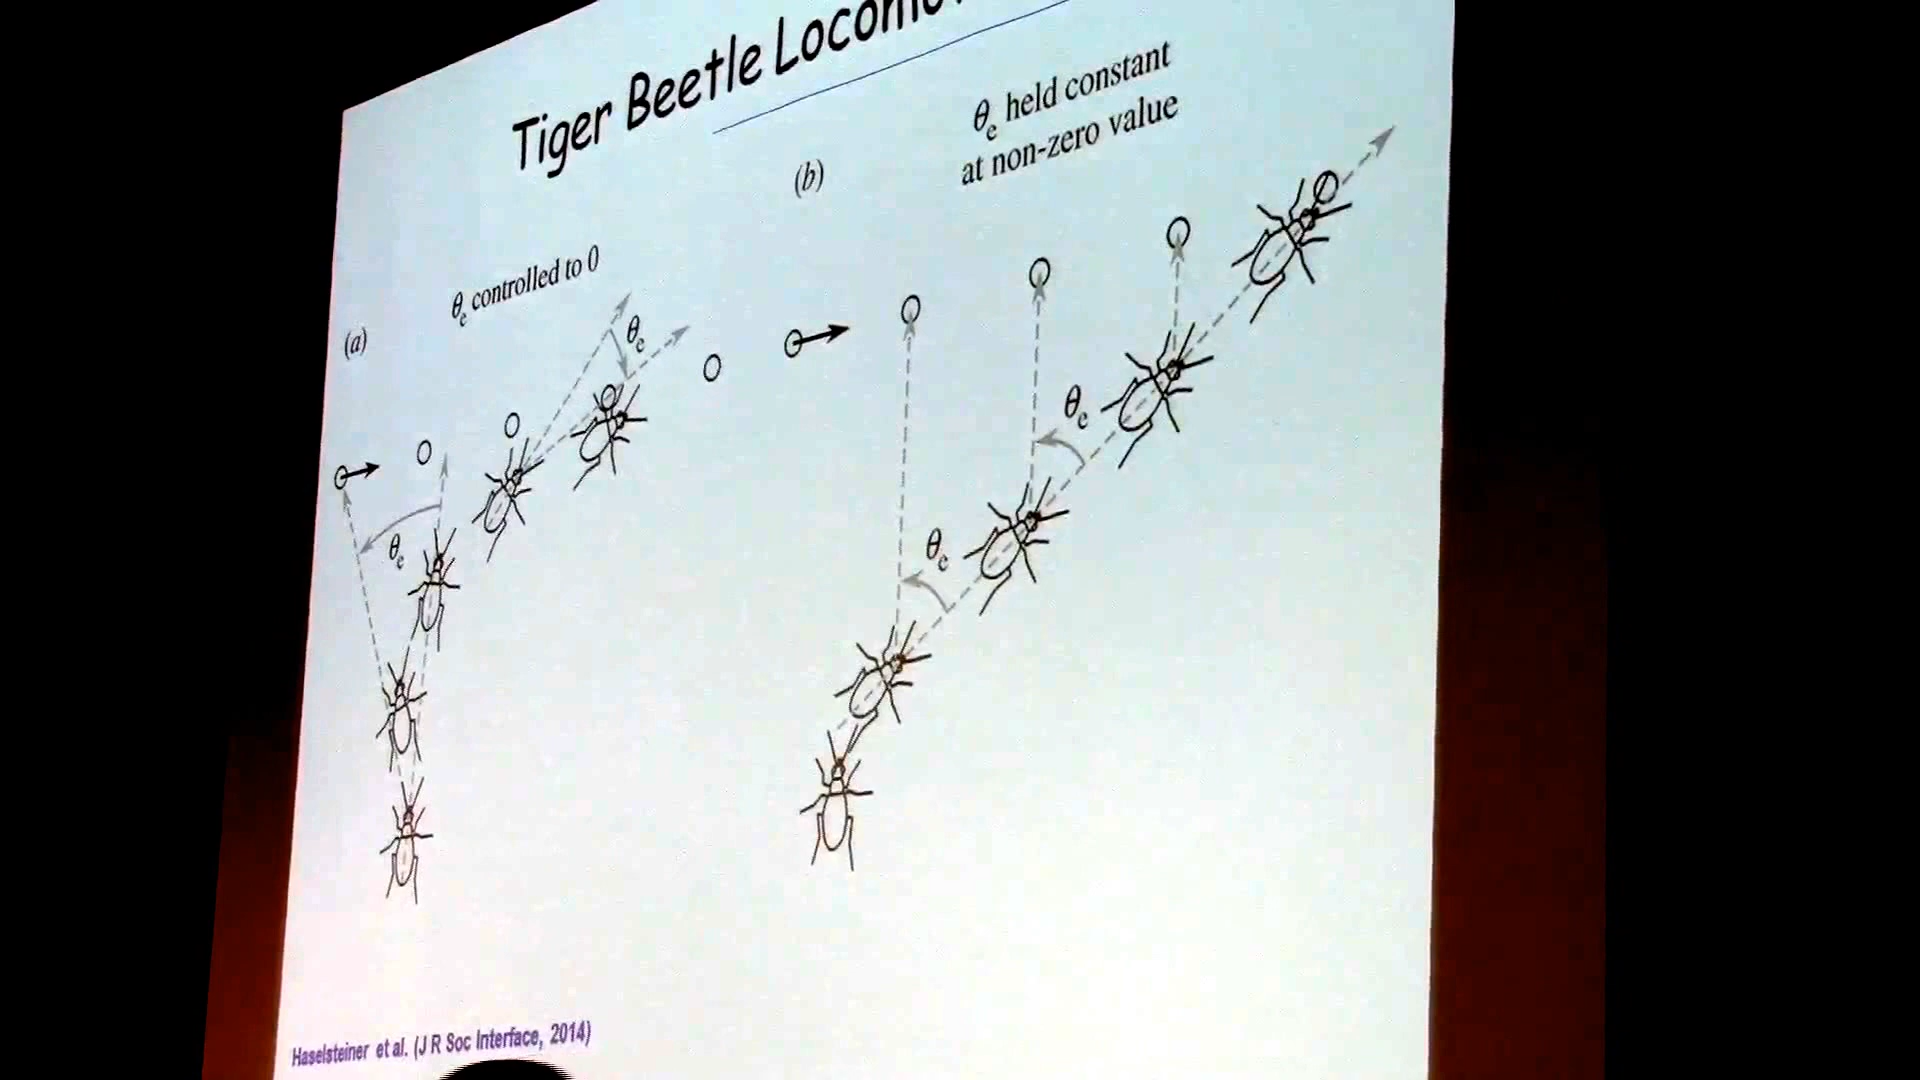 Tiger Beetle
(b)
θe held constant
at non-zero value
(a)
θe controlled to 0
θe
θe
θe
θe
Haselsteiner et al. (J R Soc Interface, 2014)